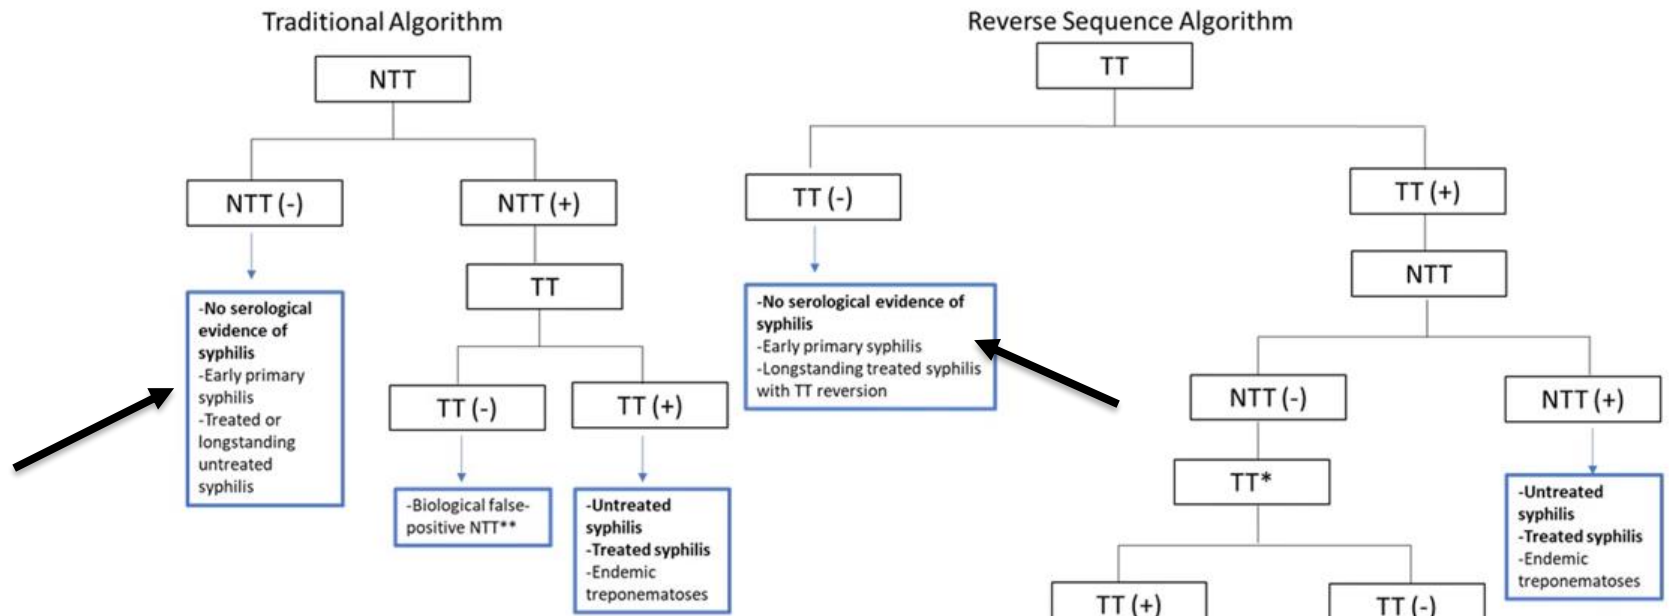 Traditional Algorithm
NTT
NTT (-)
NTT (+)
TT
-No serological
evidence of
syphilis
-Early primary
syphilis
-Treated or
longstanding
untreated
syphilis
TT (-)
TT (+)
-Biological false-
positive NTT**
-Untreated
syphilis
-Treated syphilis
-Endemic
treponematoses
Reverse Sequence Algorithm
TT
TT (-)
TT (+)
-No serological evidence of
syphilis
-Early primary syphilis
-Longstanding treated syphilis
with TT reversion
NTT
NTT (-)
NTT (+)
TT*
-Untreated
syphilis
-Treated syphilis
-Endemic
treponematoses
TT (+)
TT (-)